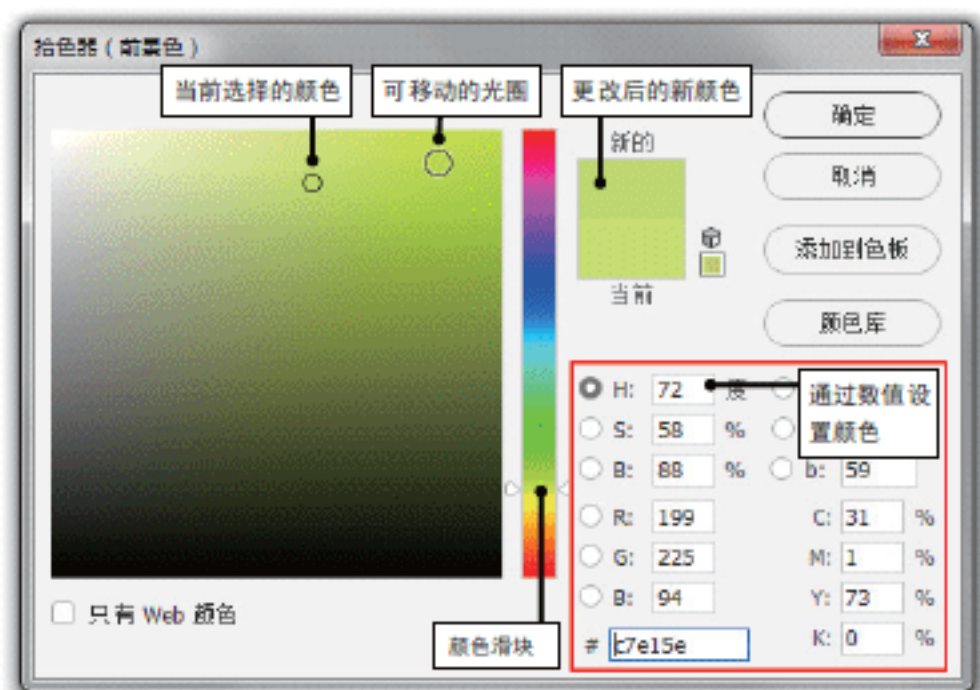 拾色器（前景色）
当前选择的颜色
可移动的光圈
更改后的新颜色
确定
新的
取消
添加到色板
当前
颜色库
H: 72 度
通过数值设
置颜色
S: 58 %
B: 88 %
b: 59
R: 199
C: 31 %
G: 225
M: 1 %
B: 94
Y: 73 %
只有 Web 颜色
颜色滑块
# c7e15e
K: 0 %